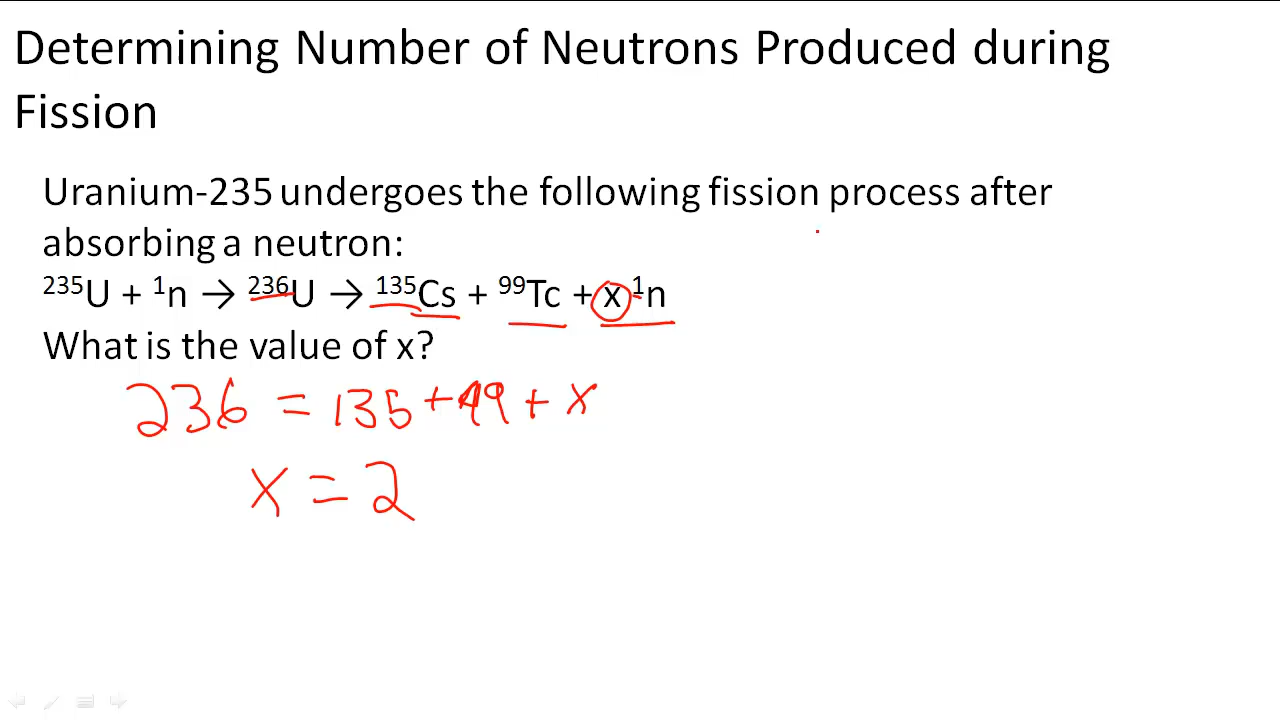 Determining Number of Neutrons Produced during
Fission
Uranium-235 undergoes the following fission process after
absorbing a neutron:
²³⁵U + ¹n → ²³⁶U → ¹³⁵Cs + ⁹⁹Tc + x ¹n
What is the value of x?
236 = 135 + 99 + x
x = 2